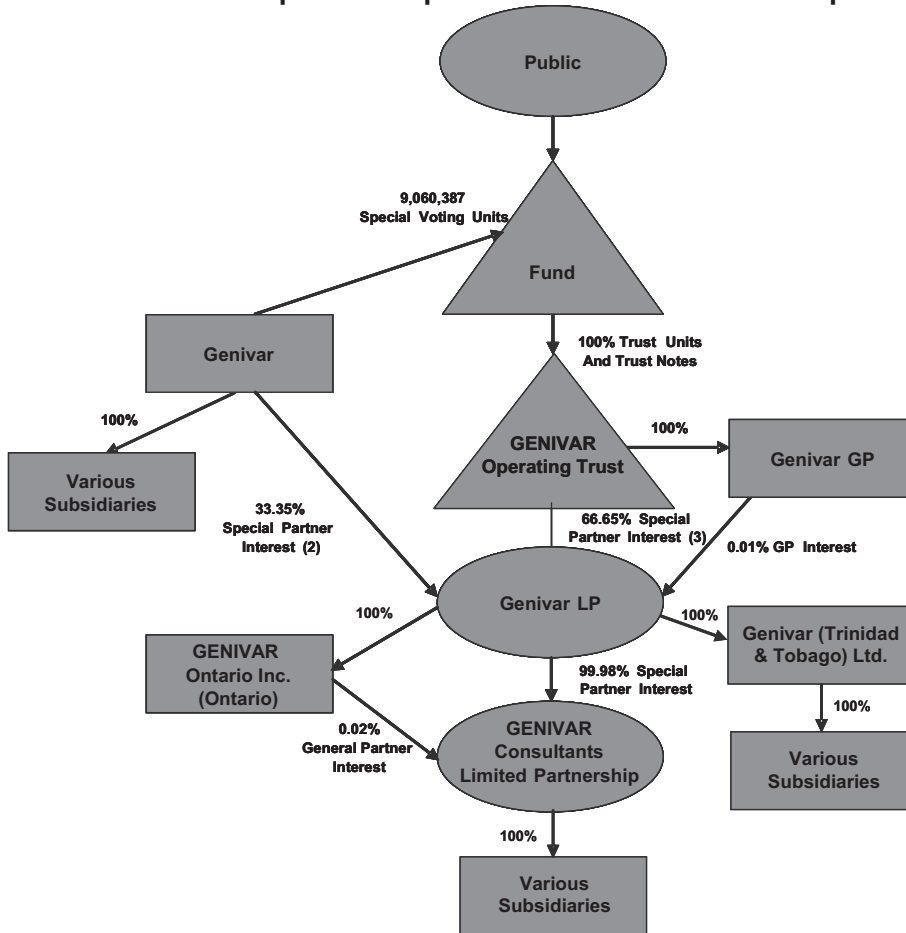 Public
9,060,387
Special Voting Units
Fund
100% Trust Units
And Trust Notes
Genivar
100%
Various
Subsidiaries
GENIVAR
Operating Trust
100%
Genivar GP
33.35%
Special Partner
Interest (2)
66.65% Special
Partner Interest (3)
0.01% GP Interest
Genivar LP
100%
100%
GENIVAR
Ontario Inc.
(Ontario)
Genivar (Trinidad
& Tobago) Ltd.
99.98% Special
Partner Interest
0.02%
General Partner
Interest
GENIVAR
Consultants
Limited Partnership
100%
Various
Subsidiaries
100%
Various
Subsidiaries